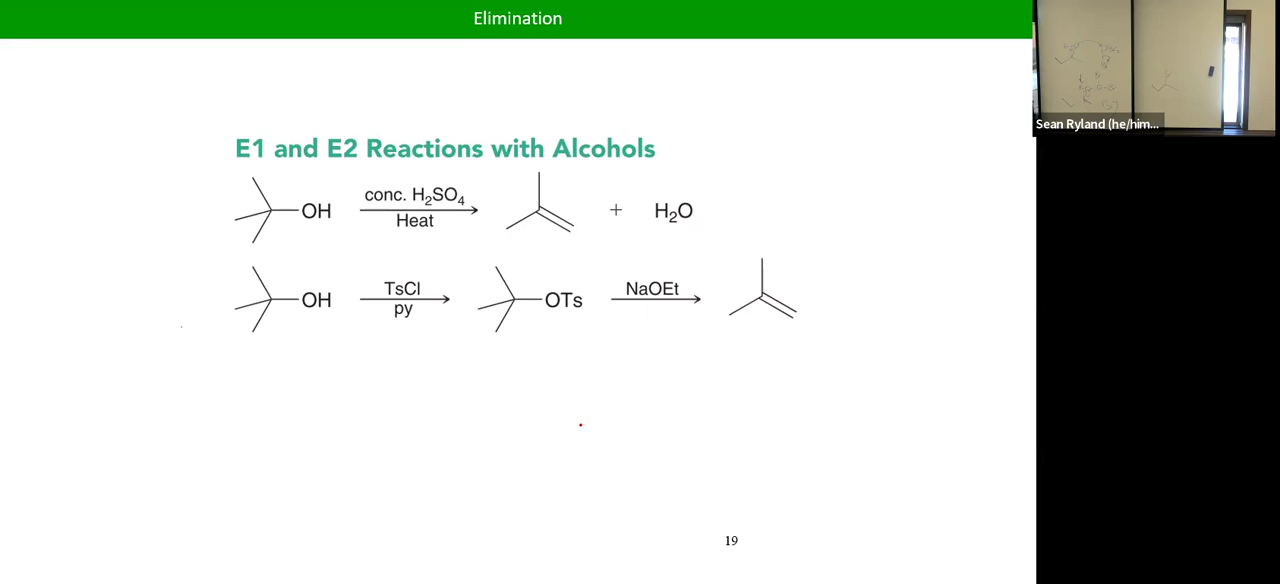 Elimination
Sean Ryland (he/him...
E1 and E2 Reactions with Alcohols
OH
conc. H₂SO₄
Heat
+
H₂O
OH
TsCl
py
OTs
NaOEt
19